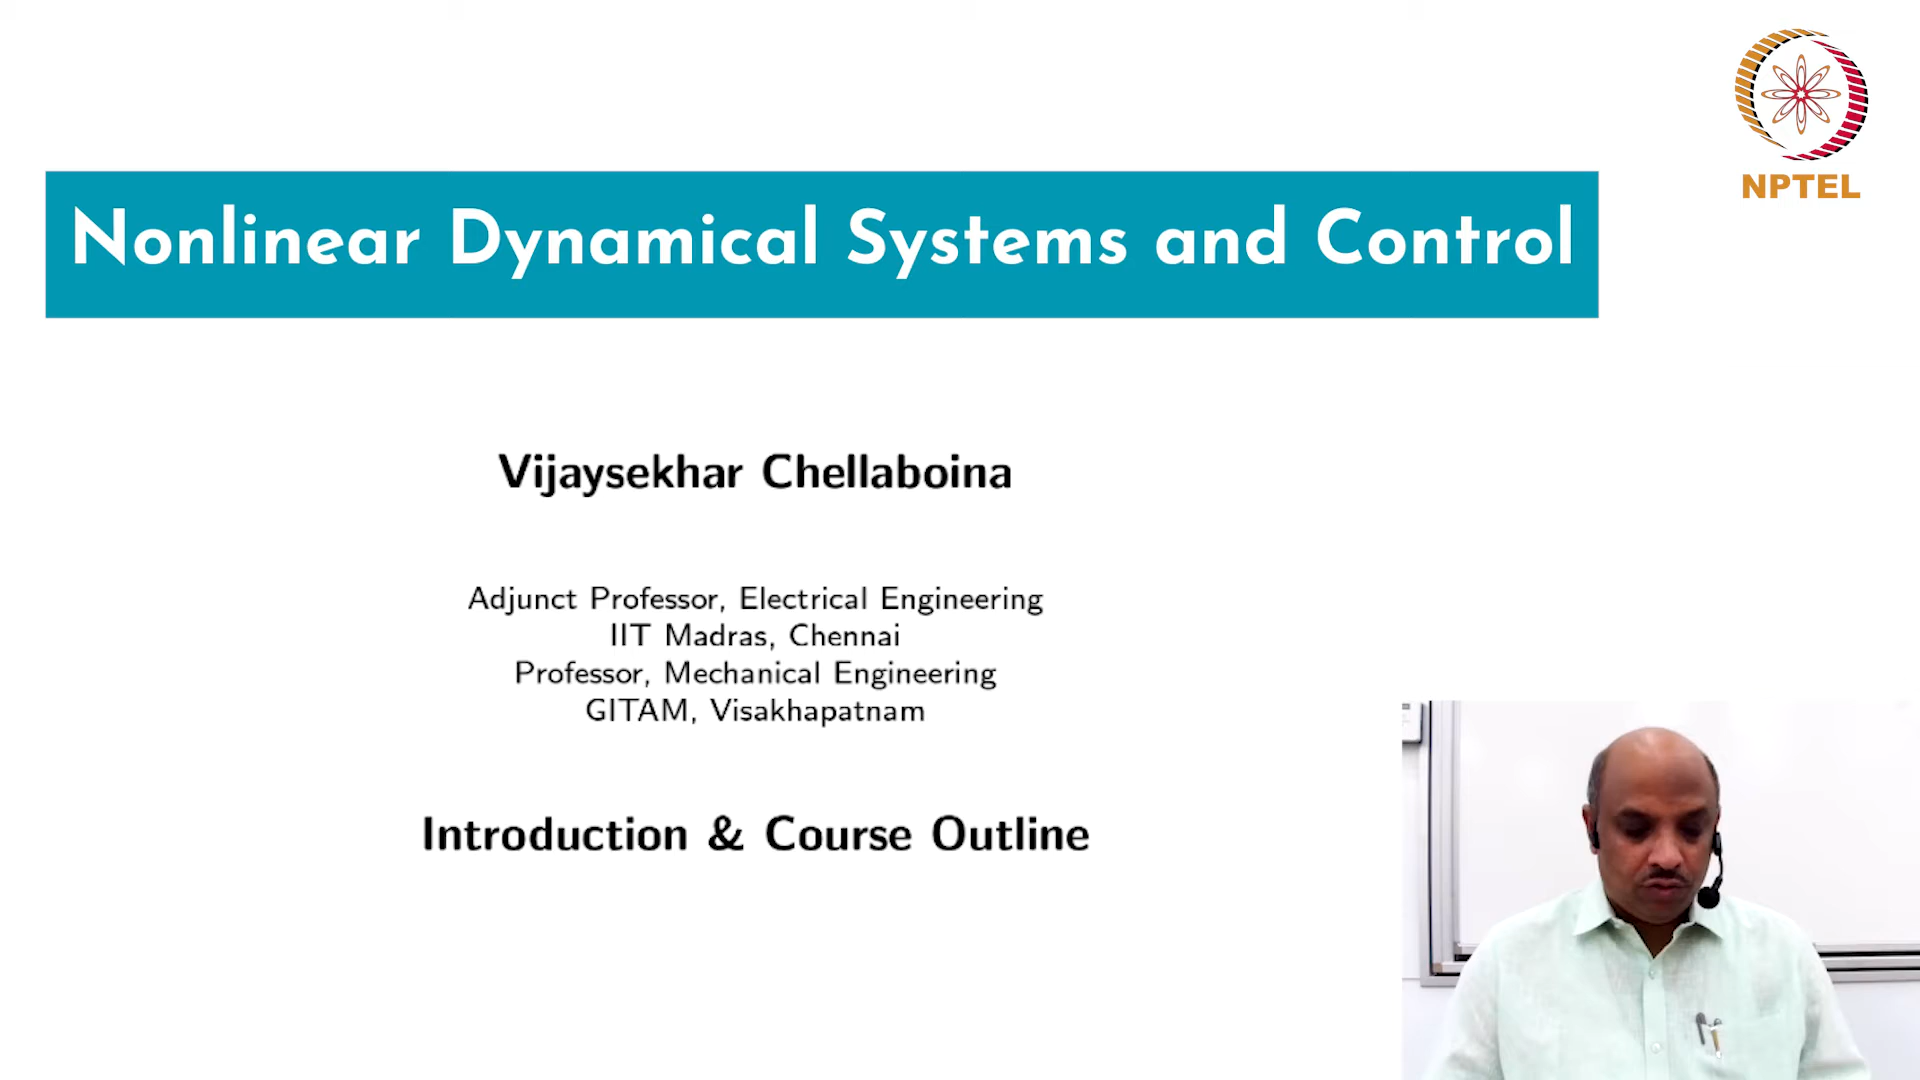 NPTEL
Nonlinear Dynamical Systems and Control
Vijaysekhar Chellaboina
Adjunct Professor, Electrical Engineering
IIT Madras, Chennai
Professor, Mechanical Engineering
GITAM, Visakhapatnam
Introduction & Course Outline